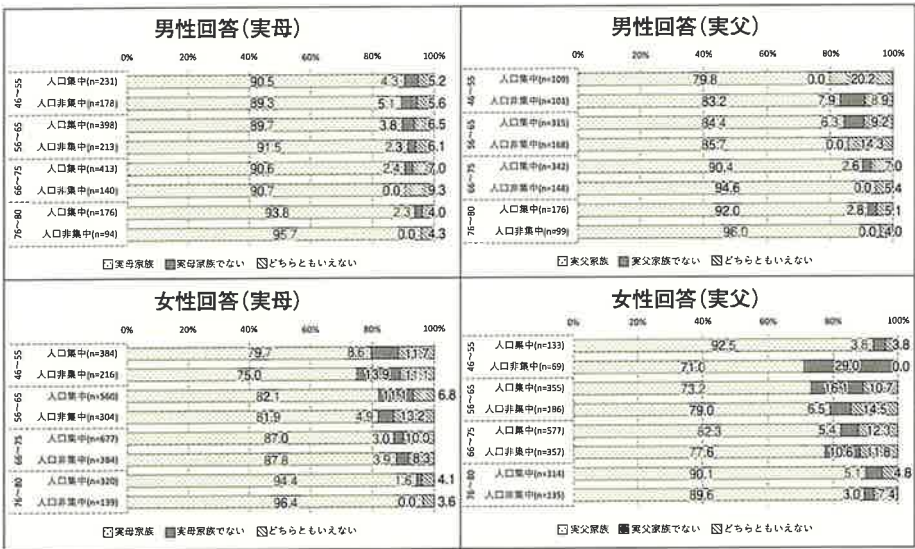 男性回答(実母)
0% 20% 40% 60% 80% 100%
46~55
人口集中(n=231) 90.5 4.3 5.2
人口非集中(n=178) 89.3 5.1 5.6
56~65
人口集中(n=398) 89.7 3.8 6.5
人口非集中(n=213) 91.5 2.3 6.1
66~75
人口集中(n=413) 90.6 2.4 7.0
人口非集中(n=140) 90.7 0.0 9.3
76~80
人口集中(n=176) 93.8 2.3 4.0
人口非集中(n=94) 95.7 0.0 4.3
実母家族 実母家族でない どちらともいえない
男性回答(実父)
0% 20% 40% 60% 80% 100%
46~55
人口集中(n=109) 79.8 0.0 20.2
人口非集中(n=101) 83.2 7.9 8.9
56~65
人口集中(n=315) 84.4 6.3 9.2
人口非集中(n=168) 85.7 0.0 14.3
66~75
人口集中(n=342) 90.4 2.6 7.0
人口非集中(n=148) 94.6 0.0 5.4
76~80
人口集中(n=176) 92.0 2.8 5.1
人口非集中(n=99) 96.0 0.0 4.0
実父家族 実父家族でない どちらともいえない
女性回答(実母)
0% 20% 40% 60% 80% 100%
46~55
人口集中(n=384) 79.7 8.6 11.7
人口非集中(n=216) 75.0 13.9 11.1
56~65
人口集中(n=560) 82.1 11.1 6.8
人口非集中(n=304) 81.9 4.9 13.2
66~75
人口集中(n=677) 87.0 3.0 10.0
人口非集中(n=384) 87.8 3.9 8.3
76~80
人口集中(n=320) 94.4 1.6 4.1
人口非集中(n=139) 96.4 0.0 3.6
実母家族 実母家族でない どちらともいえない
女性回答(実父)
0% 20% 40% 60% 80% 100%
46~55
人口集中(n=133) 92.5 3.8 3.8
人口非集中(n=69) 71.0 29.0 0.0
56~65
人口集中(n=355) 73.2 16.1 10.7
人口非集中(n=186) 79.0 6.5 14.5
66~75
人口集中(n=577) 82.3 5.4 12.3
人口非集中(n=357) 77.6 10.6 11.8
76~80
人口集中(n=314) 90.1 5.1 4.8
人口非集中(n=135) 89.6 3.0 7.4
実父家族 実父家族でない どちらともいえない